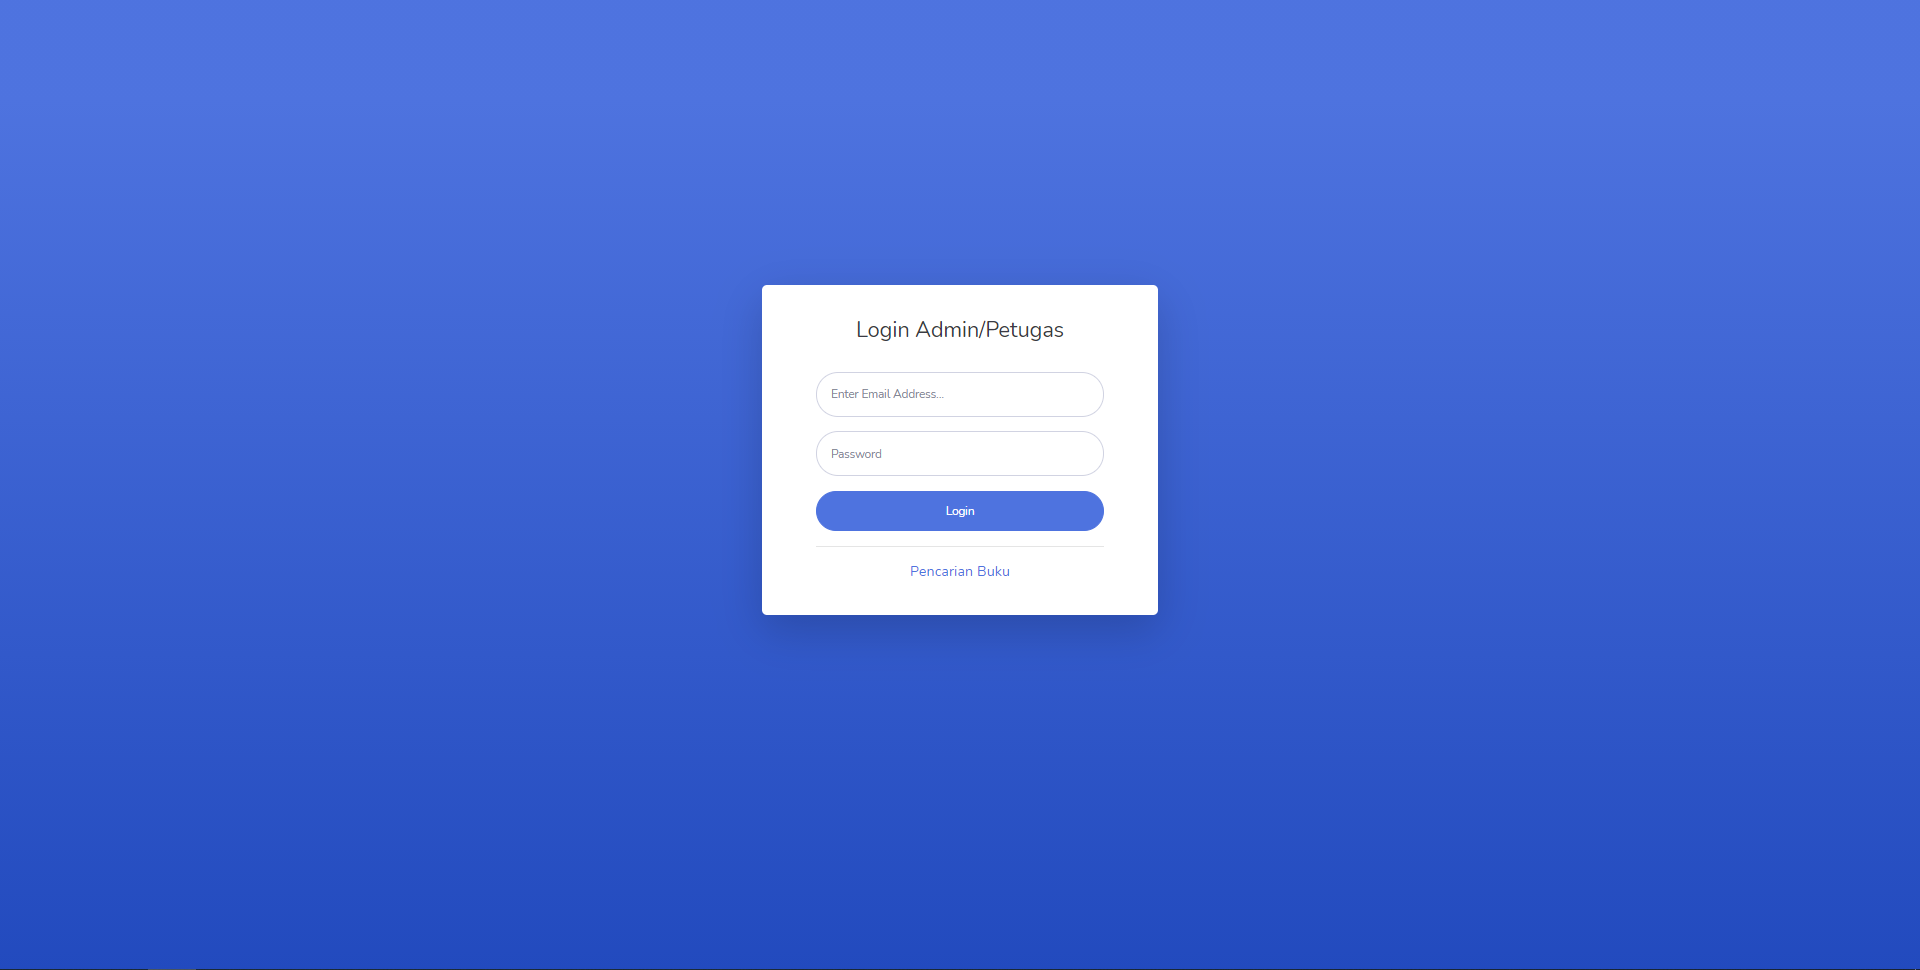 Login Admin/Petugas
Enter Email Address...
Password
Login
Pencarian Buku